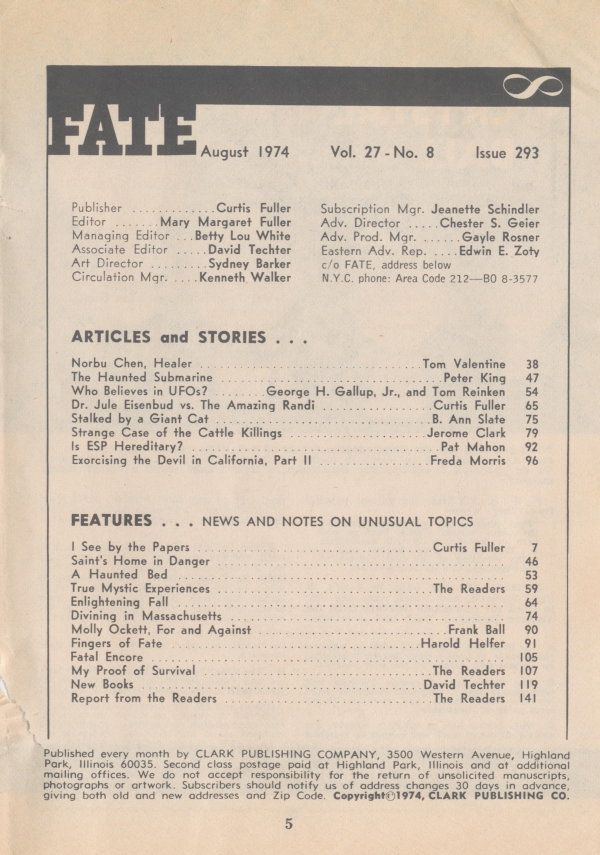 FATE August 1974 Vol. 27 - No. 8 Issue 293
Publisher ............Curtis Fuller
Editor .......Mary Margaret Fuller
Managing Editor ...Betty Lou White
Associate Editor .....David Techter
Art Director .........Sydney Barker
Circulation Mgr. ....Kenneth Walker
Subscription Mgr. Jeanette Schindler
Adv. Director .....Chester S. Geier
Adv. Prod. Mgr. ......Gayle Rosner
Eastern Adv. Rep. ....Edwin E. Zoty
c/o FATE, address below
N.Y.C. phone: Area Code 212—BO 8-3577
ARTICLES and STORIES . . .
Norbu Chen, Healer ................................Tom Valentine 38
The Haunted Submarine ................................Peter King 47
Who Believes in UFOs? ........George H. Gallup, Jr., and Tom Reinken 54
Dr. Jule Eisenbud vs. The Amazing Randi ................Curtis Fuller 65
Stalked by a Giant Cat ................................B. Ann Slate 75
Strange Case of the Cattle Killings ....................Jerome Clark 79
Is ESP Hereditary? ....................................Pat Mahon 92
Exorcising the Devil in California, Part II ................Freda Morris 96
FEATURES . . . NEWS AND NOTES ON UNUSUAL TOPICS
I See by the Papers ................................Curtis Fuller 7
Saint's Home in Danger ........................................ 46
A Haunted Bed ........................................ 53
True Mystic Experiences ................................The Readers 59
Enlightening Fall ........................................ 64
Divining in Massachusetts ........................................ 74
Molly Ockett, For and Against ............................Frank Ball 90
Fingers of Fate ....................................Harold Helfer 91
Fatal Encore ........................................ 105
My Proof of Survival ................................The Readers 107
New Books ........................................David Techter 119
Report from the Readers ................................The Readers 141
Published every month by CLARK PUBLISHING COMPANY, 3500 Western Avenue, Highland
Park, Illinois 60035. Second class postage paid at Highland Park, Illinois and at additional
mailing offices. We do not accept responsibility for the return of unsolicited manuscripts,
photographs or artwork. Subscribers should notify us of address changes 30 days in advance,
giving both old and new addresses and Zip Code. Copyright©1974, CLARK PUBLISHING CO.
5